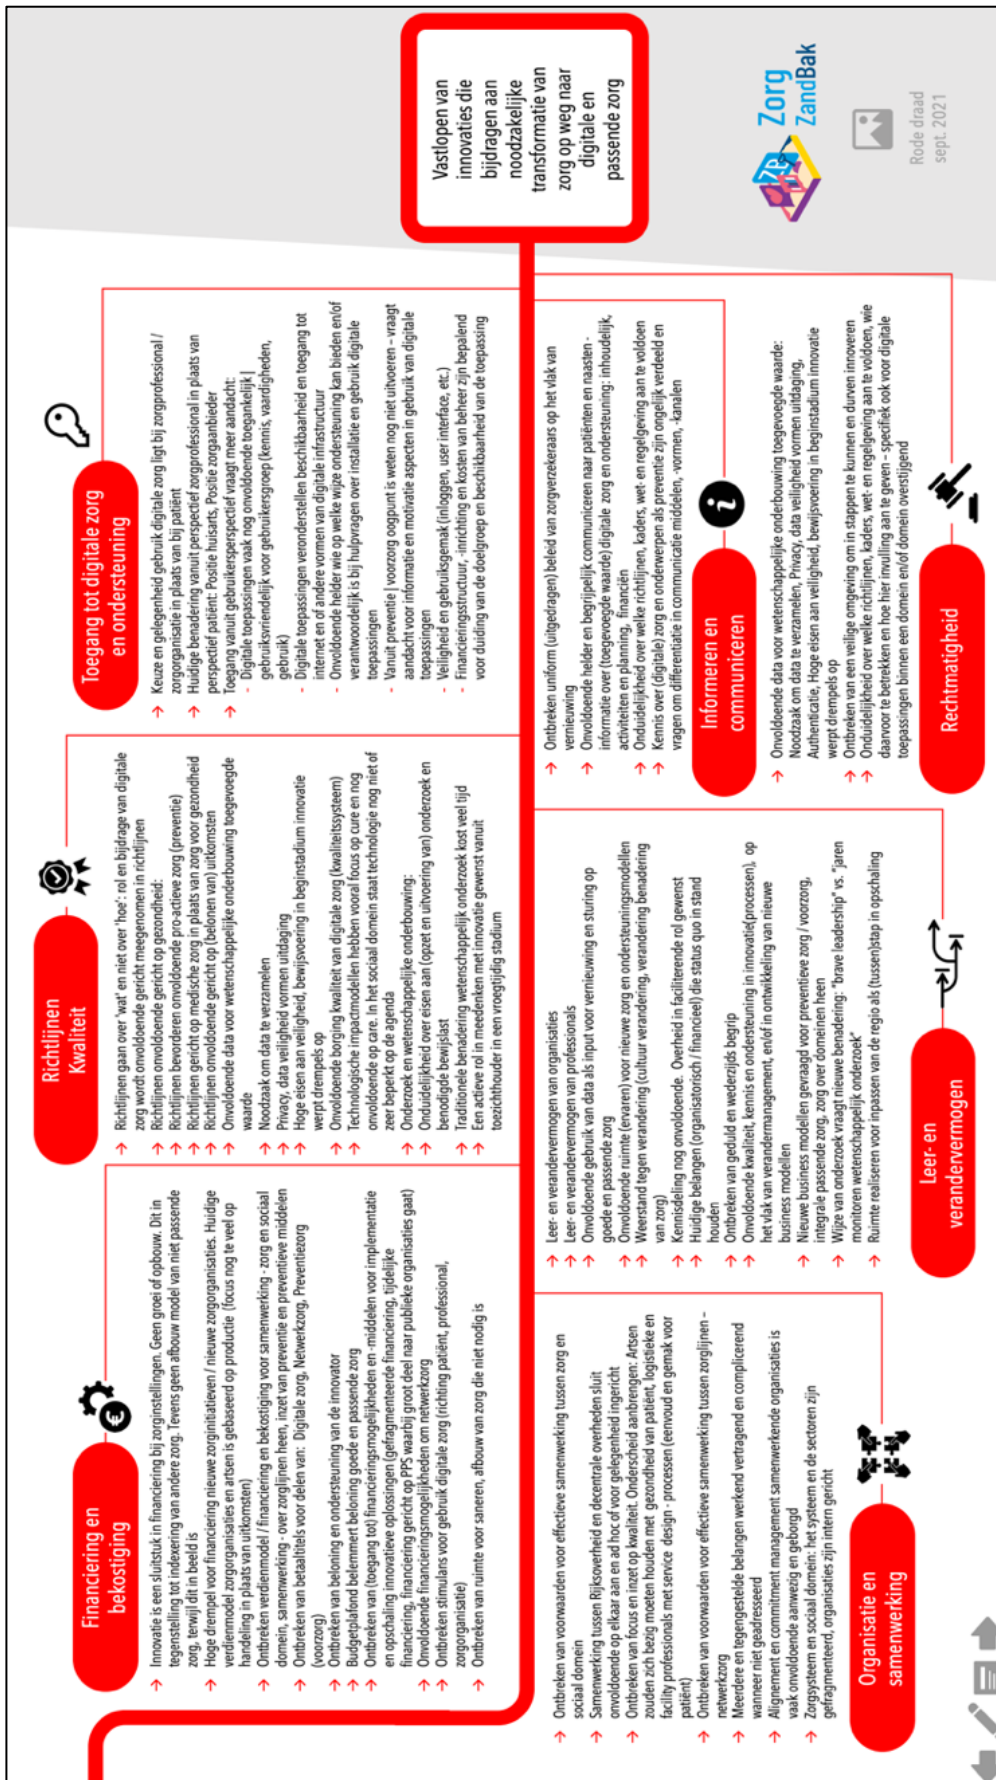 Financiering en
bekostiging
→ Innovatie is een sluitstuk in financiering bij zorginstellingen. Geen groei of opbouw. Dit in
tegenstelling tot indexering van andere zorg. Tevens geen afbouw model van niet passende
zorg, terwijl dit in beeld is
→ Hoge drempel voor financiering nieuwe zorginitiatieven / nieuwe zorgorganisaties. Huidige
verdienmodel zorgorganisaties en artsen is gebaseerd op productie (focus nog te veel op
handeling in plaats van uitkomsten)
→ Ontbreken verdienmodel / financiering en bekostiging voor samenwerking - zorg en sociaal
domein, samenwerking - over zorglijnen heen, inzet van preventie en preventieve middelen
→ Ontbreken van betaaltitels voor delen van: Digitale zorg, Netwerkzorg, Preventiezorg
(voorzorg)
→ Ontbreken van beloning en ondersteuning van de innovator
→ Budgetplafond belemmert beloning goede en passende zorg
→ Ontbreken van (toegang tot) financieringsmogelijkheden en -middelen voor implementatie
en opschaling innovatieve oplossingen (gefragmenteerde financiering, tijdelijke
financiering, financiering gericht op PPS waarbij groot deel naar publieke organisaties gaat)
→ Onvoldoende financieringsmogelijkheden om netwerkzorg
→ Ontbreken stimulans voor gebruik digitale zorg (richting patiënt, professional,
zorgorganisatie)
→ Ontbreken van ruimte voor saneren, afbouw van zorg die niet nodig is
Richtlijnen
Kwaliteit
→ Richtlijnen gaan over 'wat' en niet over 'hoe': rol en bijdrage van digitale
zorg wordt onvoldoende gericht meegenomen in richtlijnen
→ Richtlijnen onvoldoende gericht op gezondheid:
→ Richtlijnen bevorderen onvoldoende pro-actieve zorg (preventie)
→ Richtlijnen gericht op medische zorg in plaats van zorg voor gezondheid
→ Richtlijnen onvoldoende gericht op (belonen van) uitkomsten
→ Onvoldoende data voor wetenschappelijke onderbouwing toegevoegde
waarde
→ Noodzaak om data te verzamelen
→ Privacy, data veiligheid vormen uitdaging
→ Hoge eisen aan veiligheid, bewijsvoering in beginstadium innovatie
werpt drempels op
→ Onvoldoende borging kwaliteit van digitale zorg (kwaliteitssysteem)
→ Technologische impactmodellen hebben vooral focus op cure en nog
onvoldoende op care. In het sociaal domein staat technologie nog niet of
zeer beperkt op de agenda
→ Onderzoek en wetenschappelijke onderbouwing:
→ Onduidelijkheid over eisen aan (opzet en uitvoering van) onderzoek en
benodigde bewijslast
→ Traditionele benadering wetenschappelijk onderzoek kost veel tijd
→ Een actieve rol in meedenken met innovatie gewenst vanuit
toezichthouder in een vroegtijdig stadium
Toegang tot digitale zorg
en ondersteuning
→ Keuze en gelegenheid gebruik digitale zorg ligt bij zorgprofessional /
zorgorganisatie in plaats van bij patiënt
→ Huidige benadering vanuit perspectief zorgprofessional in plaats van
perspectief patiënt: Positie huisarts, Positie zorgaanbieder
→ Toegang vanuit gebruikersperspectief vraagt meer aandacht:
- Digitale toepassingen vaak nog onvoldoende toegankelijk |
gebruiksvriendelijk voor gebruikersgroep (kennis, vaardigheden,
gebruik)
- Digitale toepassingen veronderstellen beschikbaarheid en toegang tot
internet en of andere vormen van digitale infrastructuur
- Onvoldoende helder wie op welke wijze ondersteuning kan bieden en/of
verantwoordelijk is bij hulpvragen over installatie en gebruik digitale
toepassingen
- Vanuit preventie | voorzorg oogpunt is weten nog niet uitvoeren – vraagt
aandacht voor informatie en motivatie aspecten in gebruik van digitale
toepassingen
- Veiligheid en gebruiksgemak (inloggen, user interface, etc.)
- Financieringsstructuur, -inrichting en kosten van beheer zijn bepalend
voor duiding van de doelgroep en beschikbaarheid van de toepassing
Vastlopen van
innovaties die
bijdragen aan
noodzakelijke
transformatie van
zorg op weg naar
digitale en
passende zorg
→ Ontbreken van voorwaarden voor effectieve samenwerking tussen zorg en
sociaal domein
→ Samenwerking tussen Rijksoverheid en decentrale overheden sluit
onvoldoende op elkaar aan en ad hoc of voor gelegenheid ingericht
→ Ontbreken van focus en inzet op kwaliteit. Onderscheid aanbrengen: Artsen
zouden zich bezig moeten houden met gezondheid van patiënt, logistieke en
facility professionals met service design - processen (eenvoud en gemak voor
patiënt)
→ Ontbreken van voorwaarden voor effectieve samenwerking tussen zorglijnen –
netwerkzorg
→ Meerdere en tegengestelde belangen werkend vertragend en complicerend
wanneer niet geadresseerd
→ Alignement en commitment management samenwerkende organisaties is
vaak onvoldoende aanwezig en geborgd
→ Zorgsysteem en sociaal domein: het systeem en de sectoren zijn
gefragmenteerd, organisaties zijn intern gericht
Organisatie en
samenwerking
→ Leer- en verandervermogen van organisaties
→ Leer- en verandervermogen van professionals
→ Onvoldoende gebruik van data als input voor vernieuwing en sturing op
goede en passende zorg
→ Onvoldoende ruimte (ervaren) voor nieuwe zorg en ondersteuningsmodellen
→ Weerstand tegen verandering (cultuur verandering, verandering benadering
van zorg)
→ Kennisdeling nog onvoldoende. Overheid in faciliterende rol gewenst
→ Huidige belangen (organisatorisch / financieel) die status quo in stand
houden
→ Ontbreken van geduld en wederzijds begrip
→ Onvoldoende kwaliteit, kennis en ondersteuning in innovatie(processen), op
het vlak van verandermanagement, en/of in ontwikkeling van nieuwe
business modellen
→ Nieuwe business modellen gevraagd voor preventieve zorg / voorzorg,
integrale passende zorg, zorg over domeinen heen
→ Wijze van onderzoek vraagt nieuwe benadering: "brave leadership" vs. "jaren
monitoren wetenschappelijk onderzoek"
→ Ruimte realiseren voor inpassen van de regio als (tussen)stap in opschaling
Leer- en
verandervermogen
→ Ontbreken uniform (uitgedragen) beleid van zorgverzekeraars op het vlak van
vernieuwing
→ Onvoldoende helder en begrijpelijk communiceren naar patiënten en naasten -
informatie over (toegevoegde waarde) digitale zorg en ondersteuning: inhoudelijk,
activiteiten en planning, financiën
→ Onduidelijkheid over welke richtlijnen, kaders, wet- en regelgeving aan te voldoen
→ Kennis over (digitale) zorg en onderwerpen als preventie zijn ongelijk verdeeld en
vragen om differentiatie in communicatie middelen, -vormen, -kanalen
Informeren en
communiceren
→ Onvoldoende data voor wetenschappelijke onderbouwing toegevoegde waarde:
Noodzaak om data te verzamelen, Privacy, data veiligheid vormen uitdaging,
Authenticatie, Hoge eisen aan veiligheid, bewijsvoering in beginstadium innovatie
werpt drempels op
→ Ontbreken van een veilige omgeving om in stappen te kunnen en durven innoveren
→ Onduidelijkheid over welke richtlijnen, kaders, wet- en regelgeving aan te voldoen, wie
daarvoor te betrekken en hoe hier invulling aan te geven – specifiek ook voor digitale
toepassingen binnen een domein en/of domein overstijgend
Rechtmatigheid
Zorg
ZandBak
Rode draad
sept. 2021